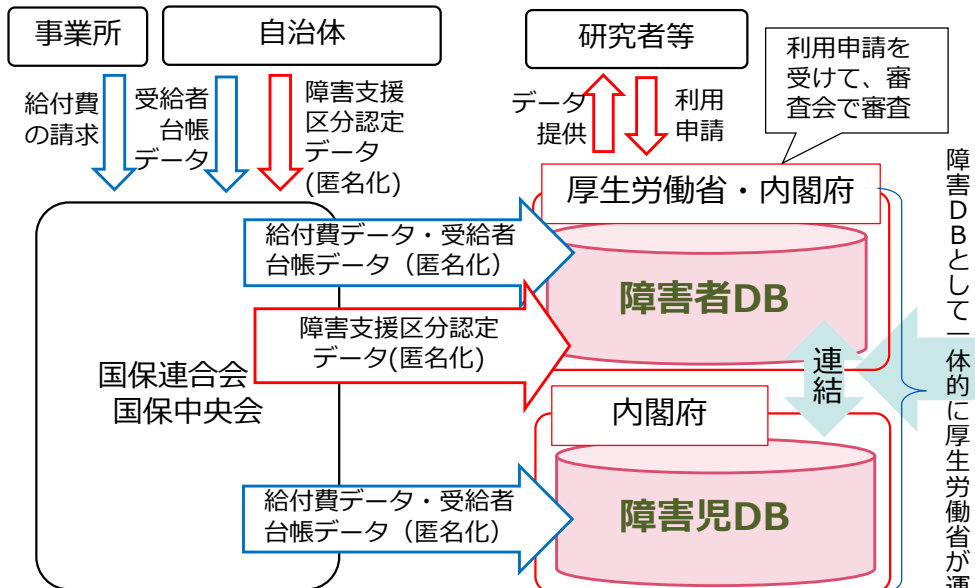 事業所
自治体
研究者等
利用申請を
受けて、審
査会で審査
給付費
の請求
受給者
台帳
データ
障害支援
区分認定
データ
(匿名化)
データ
提供
利用
申請
厚生労働省・内閣府
給付費データ・受給者
台帳データ（匿名化）
障害者DB
障害支援区分認定
データ(匿名化)
国保連合会
国保中央会
連結
内閣府
給付費データ・受給者
台帳データ（匿名化）
障害児DB
障害DBとして一体的に厚生労働省が運